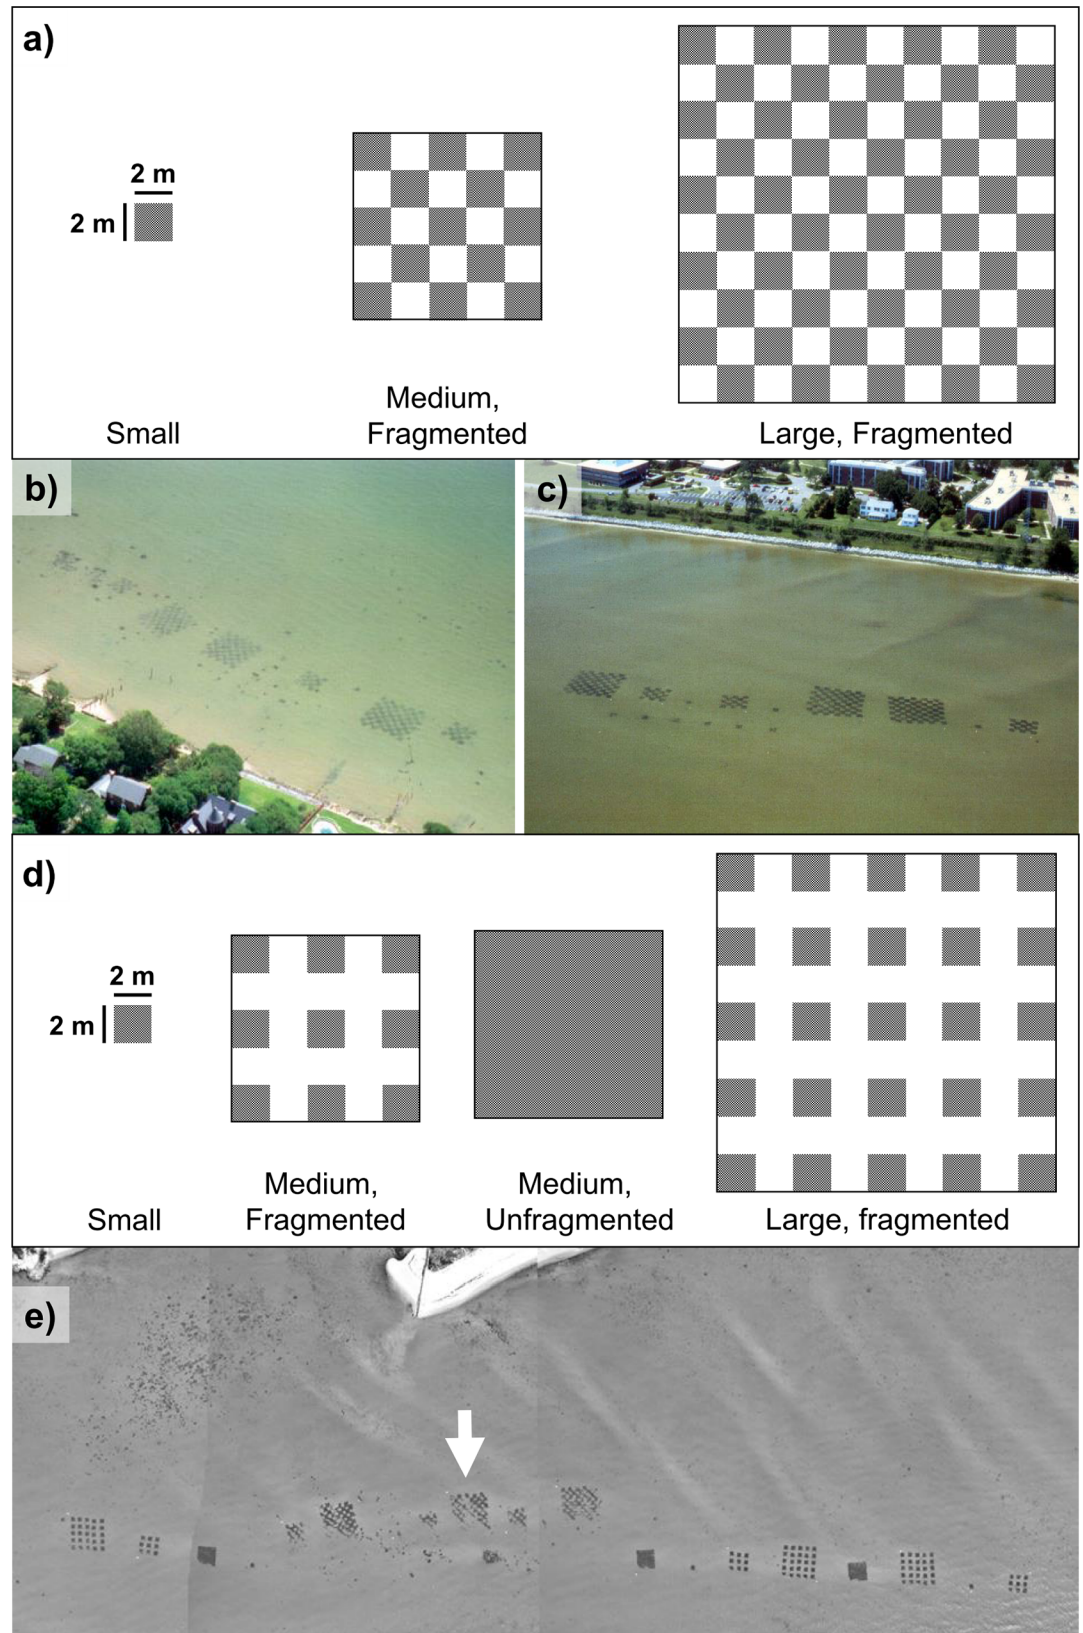 a)
2 m
2 m
Small
Medium,
Fragmented
Large, Fragmented
b)
c)
d)
2 m
2 m
Small
Medium,
Fragmented
Medium,
Unfragmented
Large, fragmented
e)